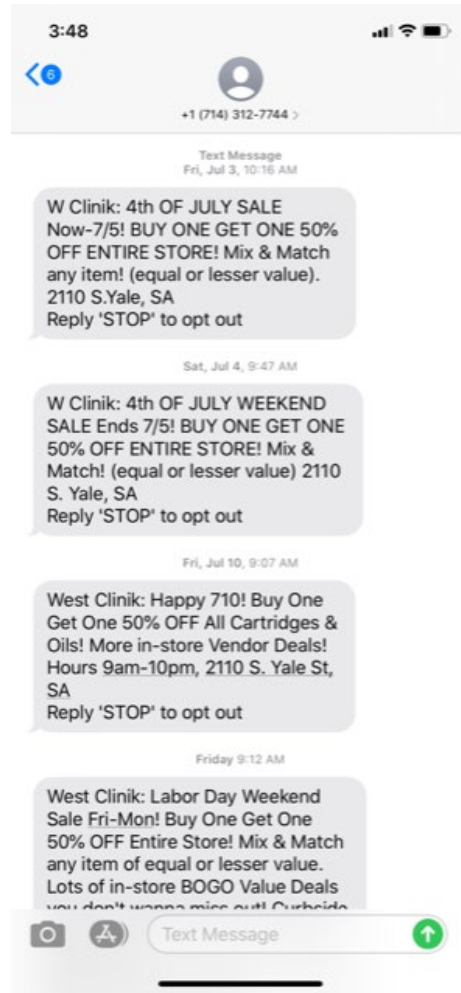 3:48
6
+1 (714) 312-7744 >
Text Message
Fri, Jul 3, 10:16 AM
W Clinik: 4th OF JULY SALE
Now-7/5! BUY ONE GET ONE 50%
OFF ENTIRE STORE! Mix & Match
any item! (equal or lesser value).
2110 S.Yale, SA
Reply 'STOP' to opt out
Sat, Jul 4, 9:47 AM
W Clinik: 4th OF JULY WEEKEND
SALE Ends 7/5! BUY ONE GET ONE
50% OFF ENTIRE STORE! Mix &
Match! (equal or lesser value) 2110
S. Yale, SA
Reply 'STOP' to opt out
Fri, Jul 10, 9:07 AM
West Clinik: Happy 710! Buy One
Get One 50% OFF All Cartridges &
Oils! More in-store Vendor Deals!
Hours 9am-10pm, 2110 S. Yale St,
SA
Reply 'STOP' to opt out
Friday 9:12 AM
West Clinik: Labor Day Weekend
Sale Fri-Mon! Buy One Get One
50% OFF Entire Store! Mix & Match
any item of equal or lesser value.
Lots of in-store BOGO Value Deals
you don't wanna miss out! Curbside
Text Message